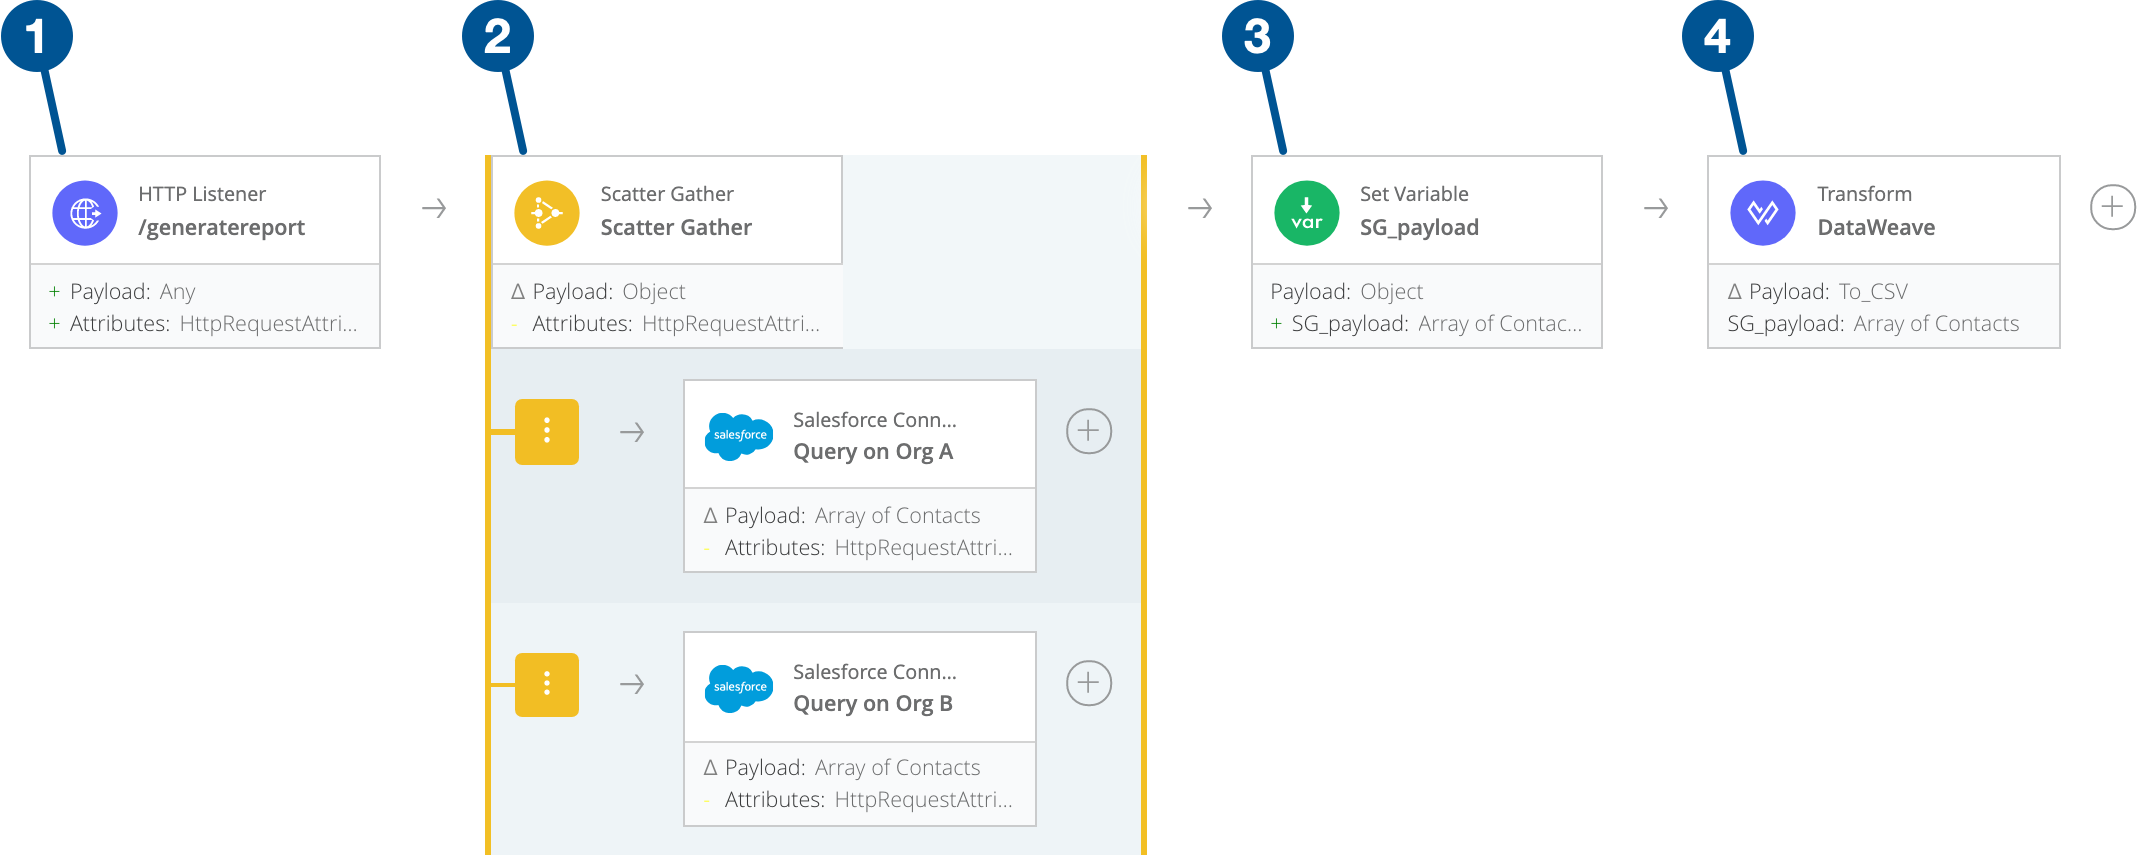 1
2
3
4
HTTP Listener
/generatereport
+ Payload: Any
+ Attributes: HttpRequestAttri...
Scatter Gather
Scatter Gather
Δ Payload: Object
- Attributes: HttpRequestAttri...
salesforce
Salesforce Conn...
Query on Org A
Δ Payload: Array of Contacts
- Attributes: HttpRequestAttri...
salesforce
Salesforce Conn...
Query on Org B
Δ Payload: Array of Contacts
- Attributes: HttpRequestAttri...
var
Set Variable
SG_payload
Payload: Object
+ SG_payload: Array of Contac...
Transform
DataWeave
Δ Payload: To_CSV
SG_payload: Array of Contacts